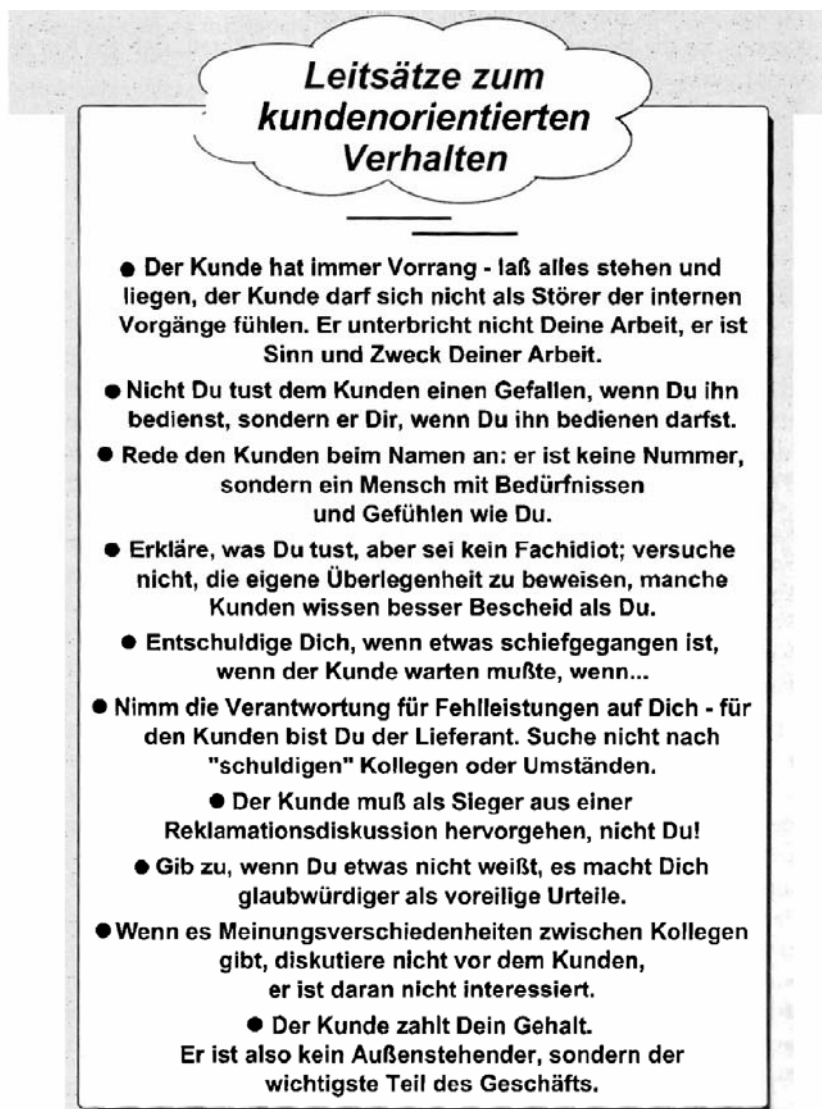 Leitsätze zum
kundenorientierten
Verhalten
● Der Kunde hat immer Vorrang - laß alles stehen und
liegen, der Kunde darf sich nicht als Störer der internen
Vorgänge fühlen. Er unterbricht nicht Deine Arbeit, er ist
Sinn und Zweck Deiner Arbeit.
● Nicht Du tust dem Kunden einen Gefallen, wenn Du ihn
bedienst, sondern er Dir, wenn Du ihn bedienen darfst.
● Rede den Kunden beim Namen an: er ist keine Nummer,
sondern ein Mensch mit Bedürfnissen
und Gefühlen wie Du.
● Erkläre, was Du tust, aber sei kein Fachidiot; versuche
nicht, die eigene Überlegenheit zu beweisen, manche
Kunden wissen besser Bescheid als Du.
● Entschuldige Dich, wenn etwas schiefgegangen ist,
wenn der Kunde warten mußte, wenn...
● Nimm die Verantwortung für Fehlleistungen auf Dich - für
den Kunden bist Du der Lieferant. Suche nicht nach
"schuldigen" Kollegen oder Umständen.
● Der Kunde muß als Sieger aus einer
Reklamationsdiskussion hervorgehen, nicht Du!
● Gib zu, wenn Du etwas nicht weißt, es macht Dich
glaubwürdiger als voreilige Urteile.
● Wenn es Meinungsverschiedenheiten zwischen Kollegen
gibt, diskutiere nicht vor dem Kunden,
er ist daran nicht interessiert.
● Der Kunde zahlt Dein Gehalt.
Er ist also kein Außenstehender, sondern der
wichtigste Teil des Geschäfts.